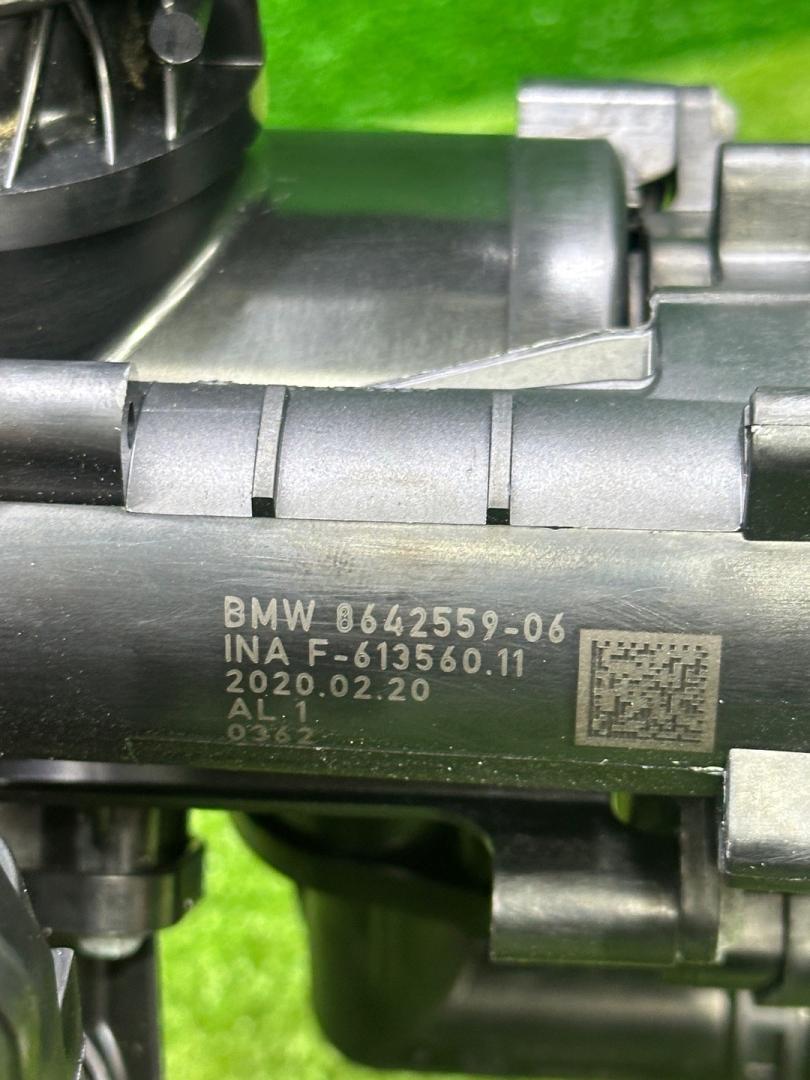 BMW 8642559-06
INA F-613560.11
2020.02.20
AL 1
0362